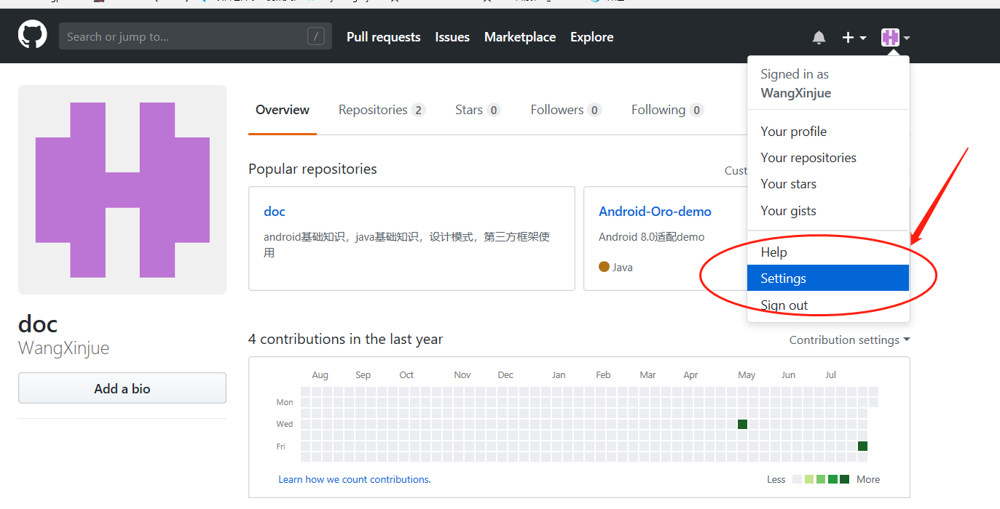 Search or jump to...
/
Pull requests
Issues
Marketplace
Explore
Signed in as
WangXinjue
Your profile
Your repositories
Your stars
Your gists
Help
Settings
Sign out
Overview
Repositories 2
Stars 0
Followers 0
Following 0
Popular repositories
doc
android基础知识，java基础知识，设计模式，第三方框架使
用
Android-Oro-demo
Android 8.0适配demo
Java
doc
WangXinjue
Add a bio
4 contributions in the last year
Contribution settings
Aug Sep Oct Nov Dec Jan Feb Mar Apr May Jun Jul
Mon
Wed
Fri
Learn how we count contributions.
Less
More